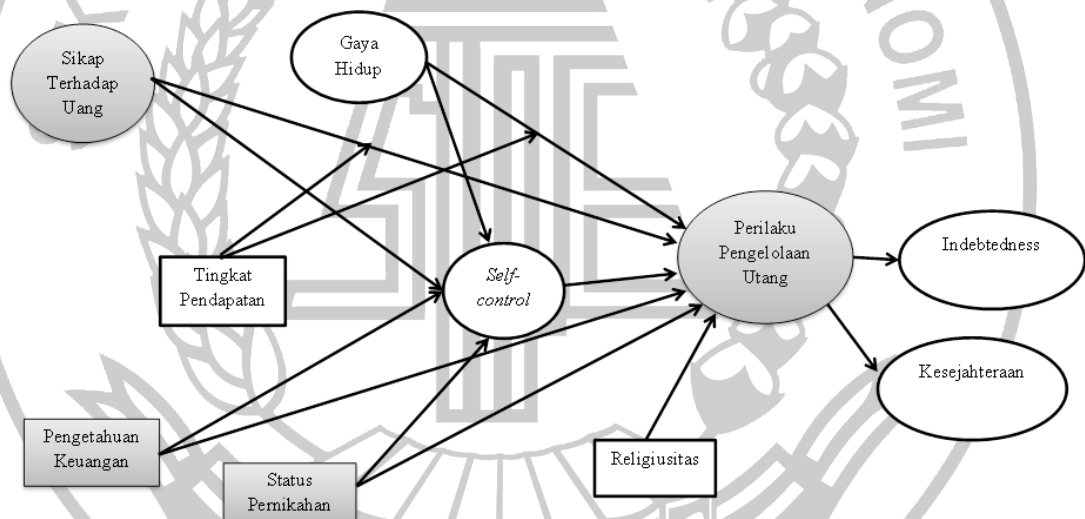 Sikap
Terhadap
Uang
Gaya
Hidup
NOMI
Tingkat
Pendapatan
Self-
control
Perilaku
Pengelolaan
Utang
Indebtedness
Kesejahteraan
Pengetahuan
Keuangan
Status
Pernikahan
Religiusitas